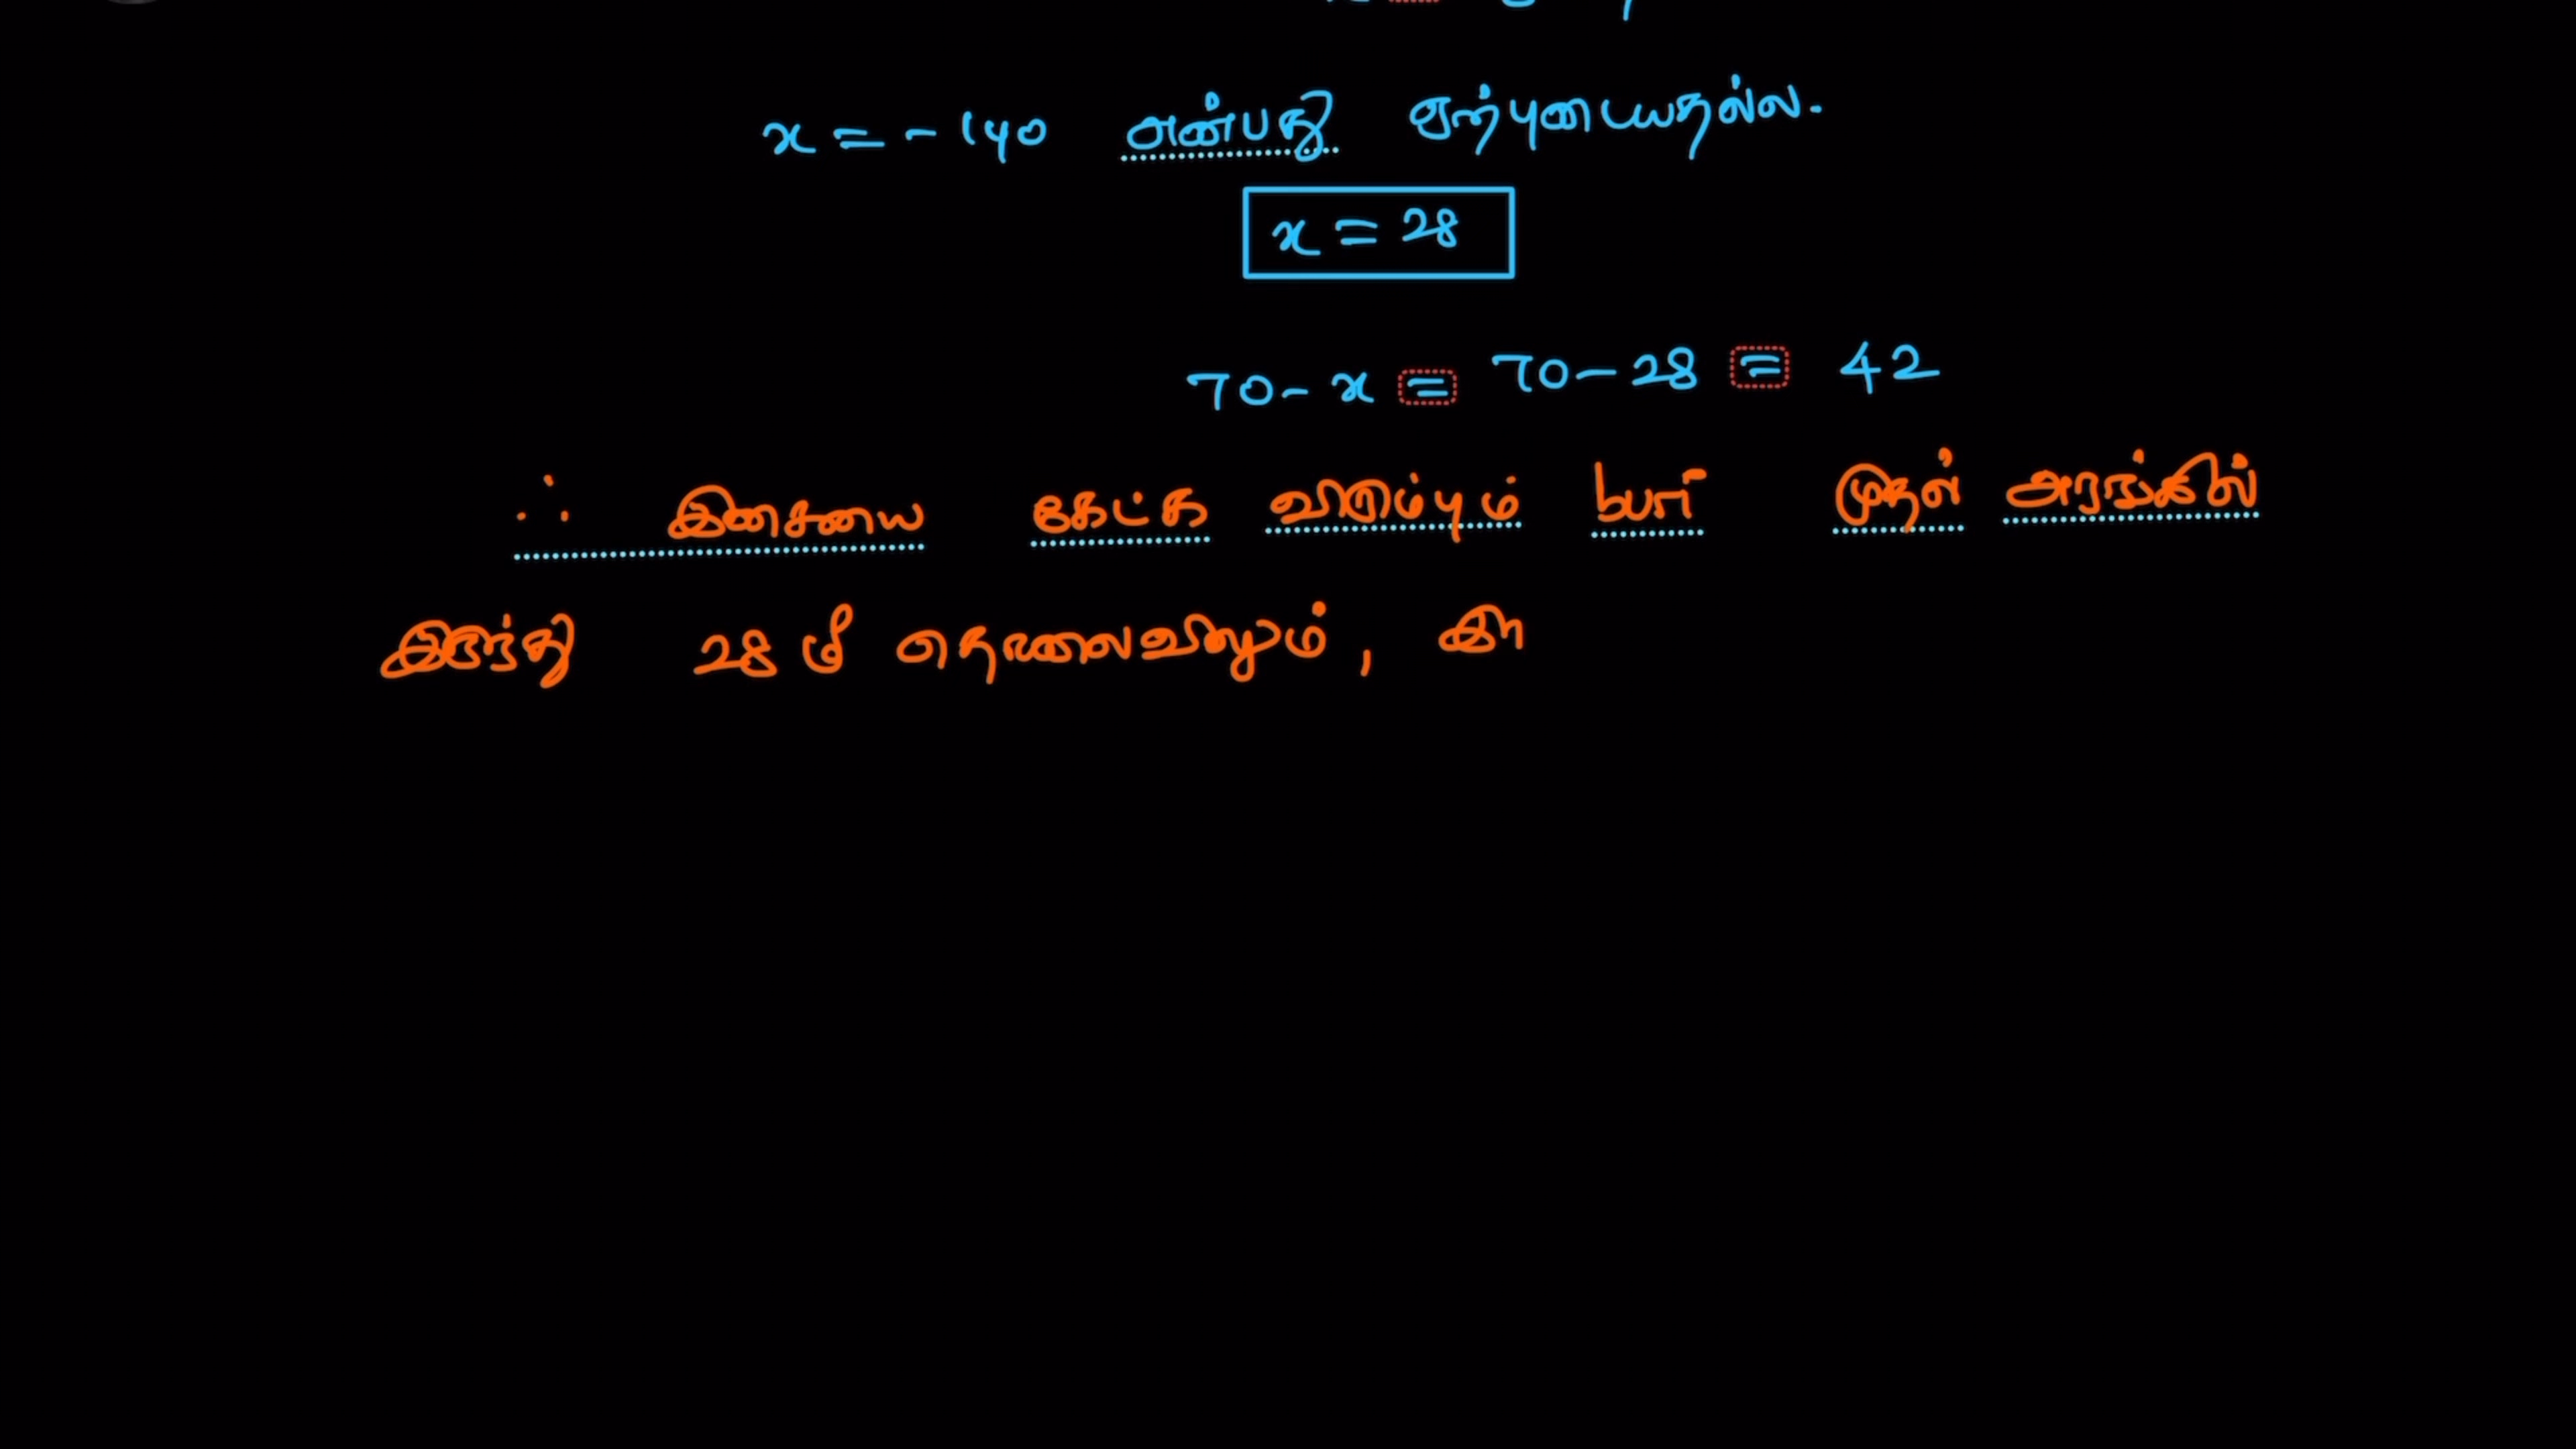 x = -140 என்பது ஏற்புடையதல்ல.
x = 28
70 - x = 70 - 28 = 42
∴ இசையை கேட்க விரும்பும் நபர் முதல் அரங்கில்
இருந்து 28 மீ தொலைவிலும்,